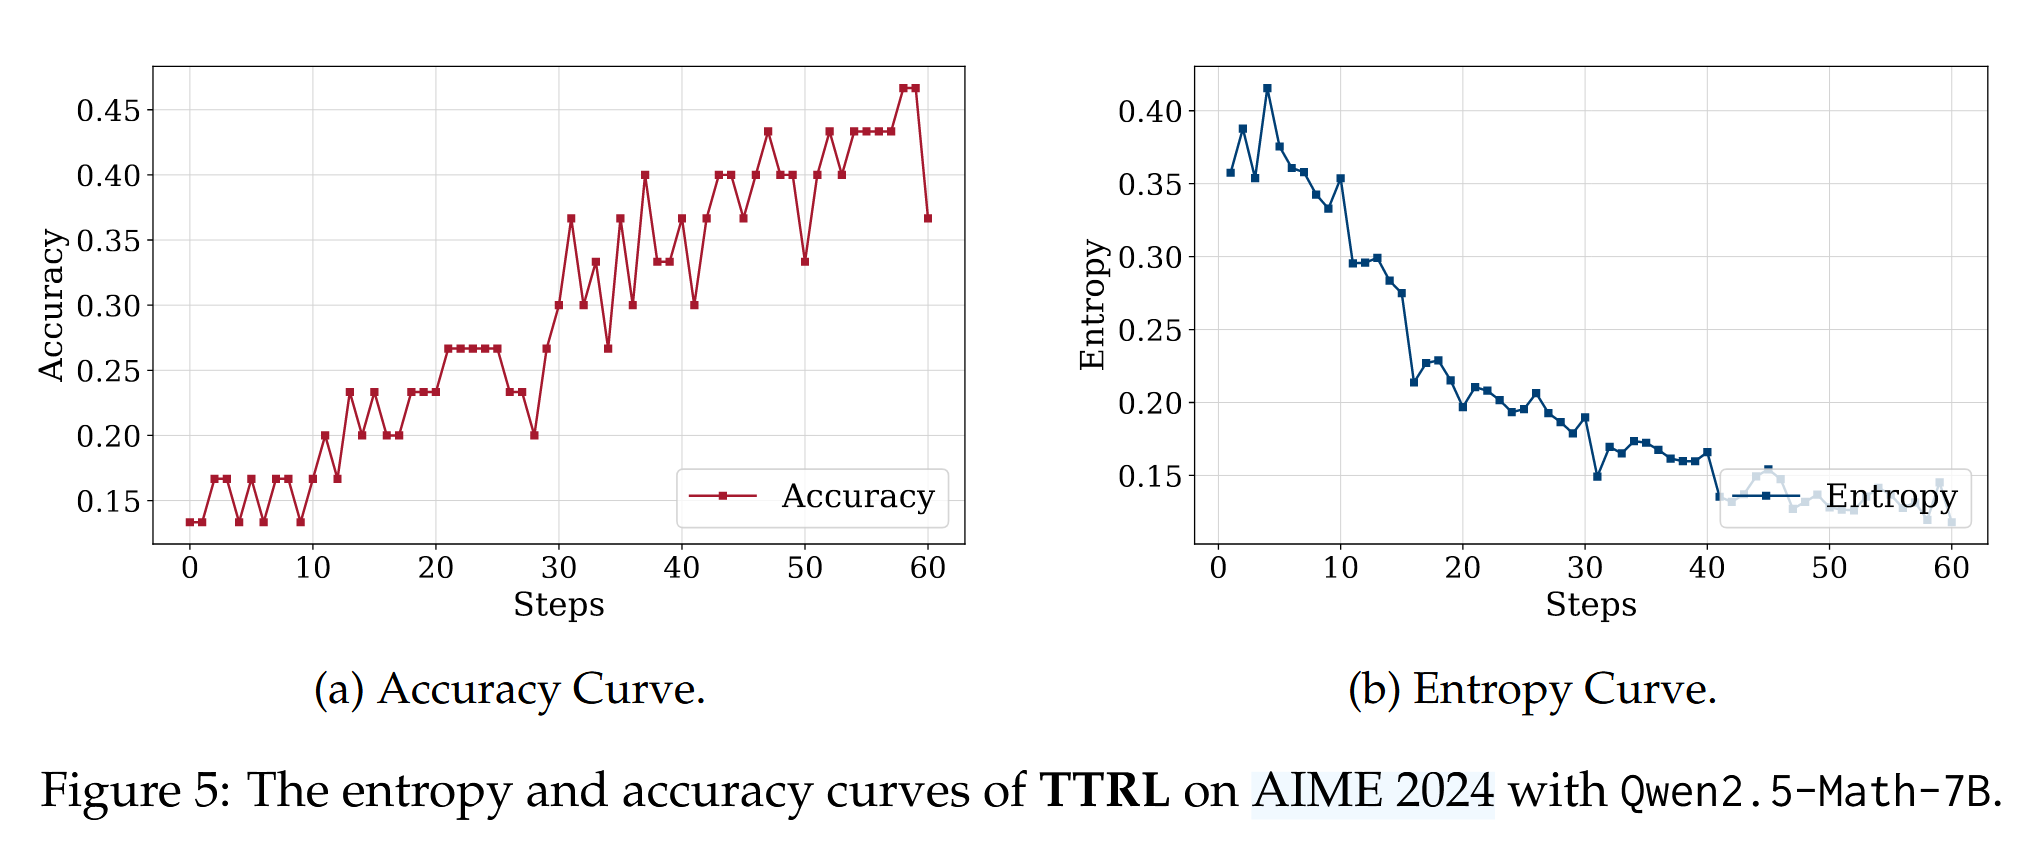 0.45
0.40
0.35
0.30
0.25
0.20
0.15
Accuracy
Accuracy
0 10 20 30 40 50 60
Steps
(a) Accuracy Curve.
0.40
0.35
0.30
0.25
0.20
0.15
Entropy
Entropy
0 10 20 30 40 50 60
Steps
(b) Entropy Curve.
Figure 5: The entropy and accuracy curves of TTRL on AIME 2024 with Qwen2.5-Math-7B.